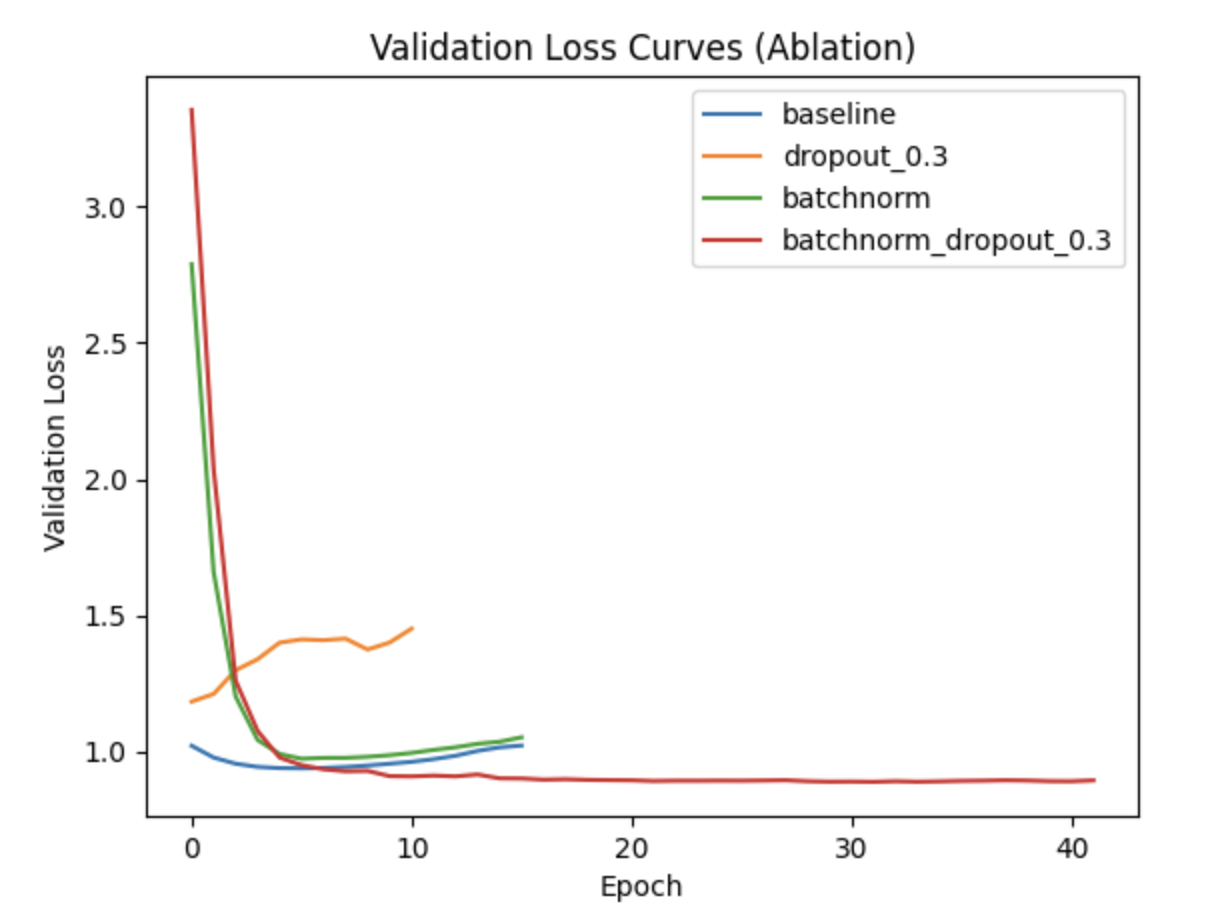 Validation Loss Curves (Ablation)
baseline
dropout_0.3
batchnorm
batchnorm_dropout_0.3
Validation Loss
3.0
2.5
2.0
1.5
1.0
0 10 20 30 40
Epoch